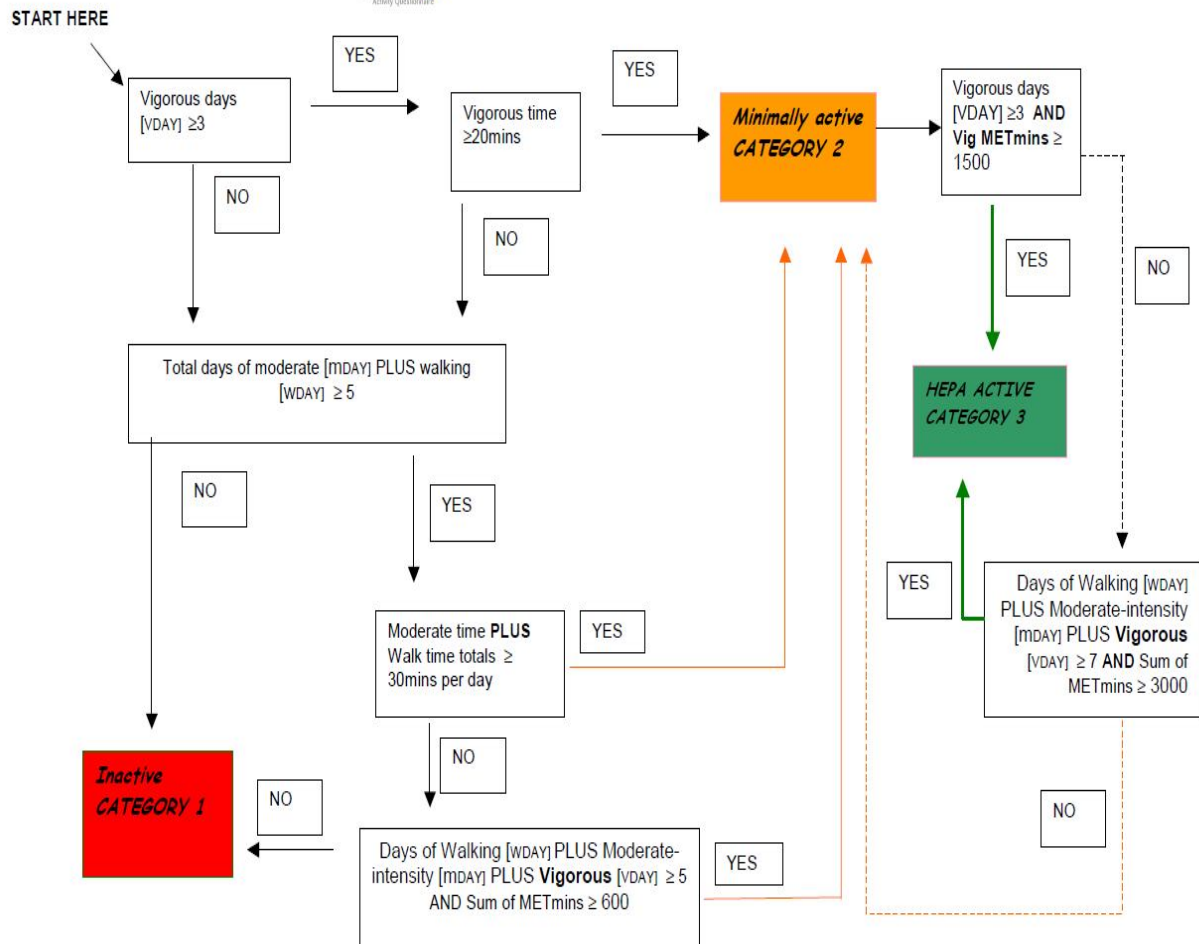 Activity Questionnaire
START HERE
YES
YES
Vigorous days
[VDAY] ≥3
Vigorous time
≥20mins
Minimally active
CATEGORY 2
Vigorous days
[VDAY] ≥3 AND
Vig METmins ≥
1500
NO
NO
YES
NO
Total days of moderate [mDAY] PLUS walking
[WDAY] ≥ 5
HEPA ACTIVE
CATEGORY 3
NO
YES
YES
Days of Walking [WDAY]
PLUS Moderate-intensity
[mDAY] PLUS Vigorous
[VDAY] ≥ 7 AND Sum of
METmins ≥ 3000
Moderate time PLUS
Walk time totals ≥
30mins per day
YES
NO
Inactive
CATEGORY 1
NO
NO
Days of Walking [WDAY] PLUS Moderate-
intensity [mDAY] PLUS Vigorous [VDAY] ≥ 5
AND Sum of METmins ≥ 600
YES